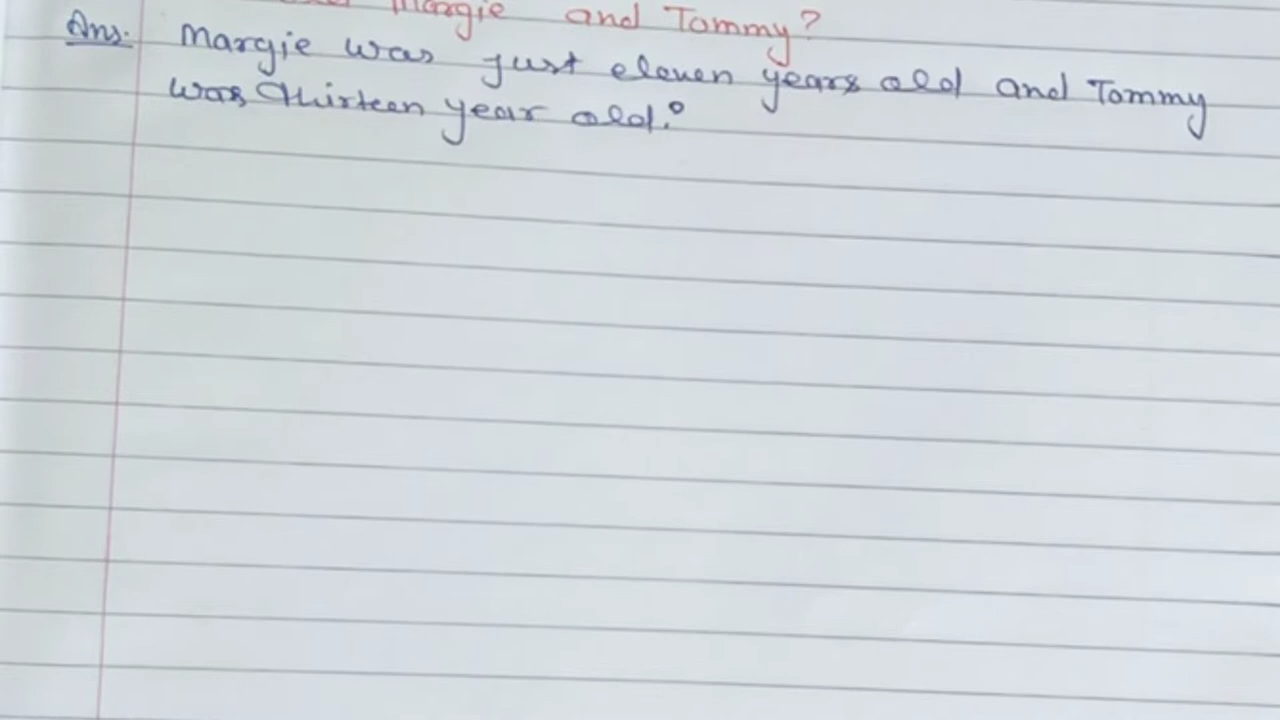 Margie and Tommy?
Ans. Margie was just eleven years old and Tommy
was thirteen year old.